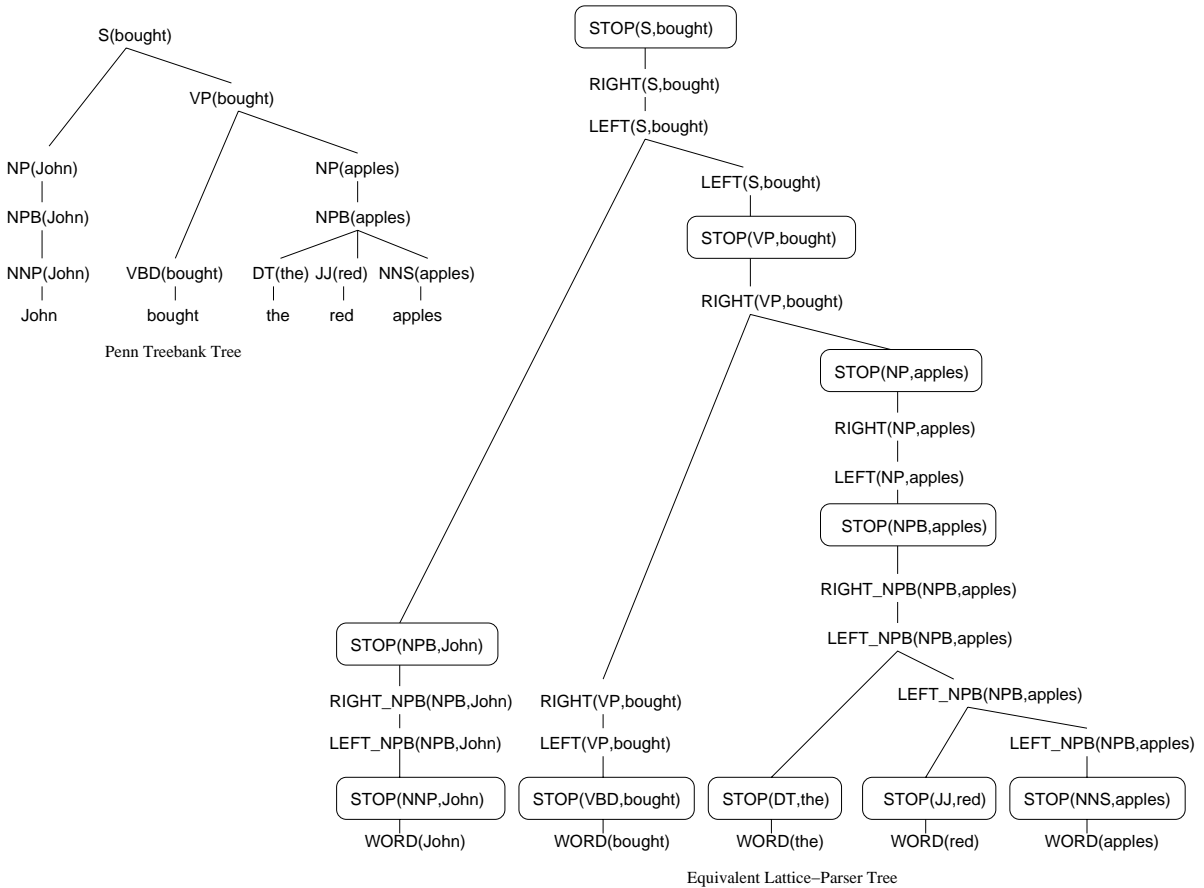 S(bought)
VP(bought)
NP(John)
NP(apples)
NPB(John)
NPB(apples)
NNP(John)
VBD(bought)
DT(the)
JJ(red)
NNS(apples)
John
bought
the
red
apples
Penn Treebank Tree
STOP(S,bought)
RIGHT(S,bought)
LEFT(S,bought)
LEFT(S,bought)
STOP(VP,bought)
RIGHT(VP,bought)
STOP(NP,apples)
RIGHT(NP,apples)
LEFT(NP,apples)
STOP(NPB,apples)
RIGHT_NPB(NPB,apples)
STOP(NPB,John)
LEFT_NPB(NPB,apples)
RIGHT_NPB(NPB,John)
RIGHT(VP,bought)
LEFT_NPB(NPB,apples)
LEFT_NPB(NPB,John)
LEFT(VP,bought)
LEFT_NPB(NPB,apples)
STOP(NNP,John)
STOP(VBD,bought)
STOP(DT,the)
STOP(JJ,red)
STOP(NNS,apples)
WORD(John)
WORD(bought)
WORD(the)
WORD(red)
WORD(apples)
Equivalent Lattice−Parser Tree